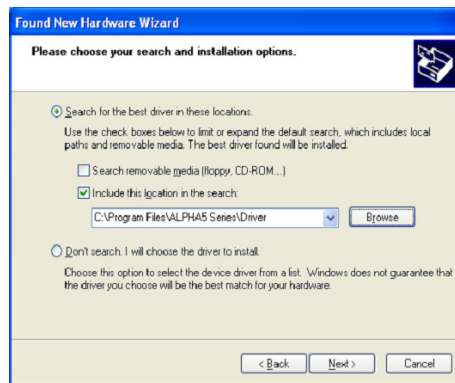 Found New Hardware Wizard
Please choose your search and installation options.
Search for the best driver in these locations.
Use the check boxes below to limit or expand the default search, which includes local
paths and removable media. The best driver found will be installed.
Search removable media (floppy, CD-ROM...)
Include this location in the search:
C:\Program Files\ALPHA5 Series\Driver
Browse
Don't search. I will choose the driver to install.
Choose this option to select the device driver from a list. Windows does not guarantee that
the driver you choose will be the best match for your hardware.
< Back Next > Cancel